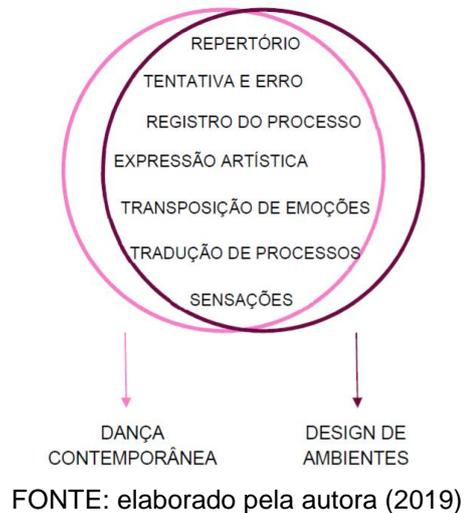 REPERTÓRIO
TENTATIVA E ERRO
REGISTRO DO PROCESSO
EXPRESSÃO ARTÍSTICA
TRANSPOSIÇÃO DE EMOÇÕES
TRADUÇÃO DE PROCESSOS
SENSAÇÕES
DANÇA
CONTEMPORÂNEA
DESIGN DE
AMBIENTES
FONTE: elaborado pela autora (2019)